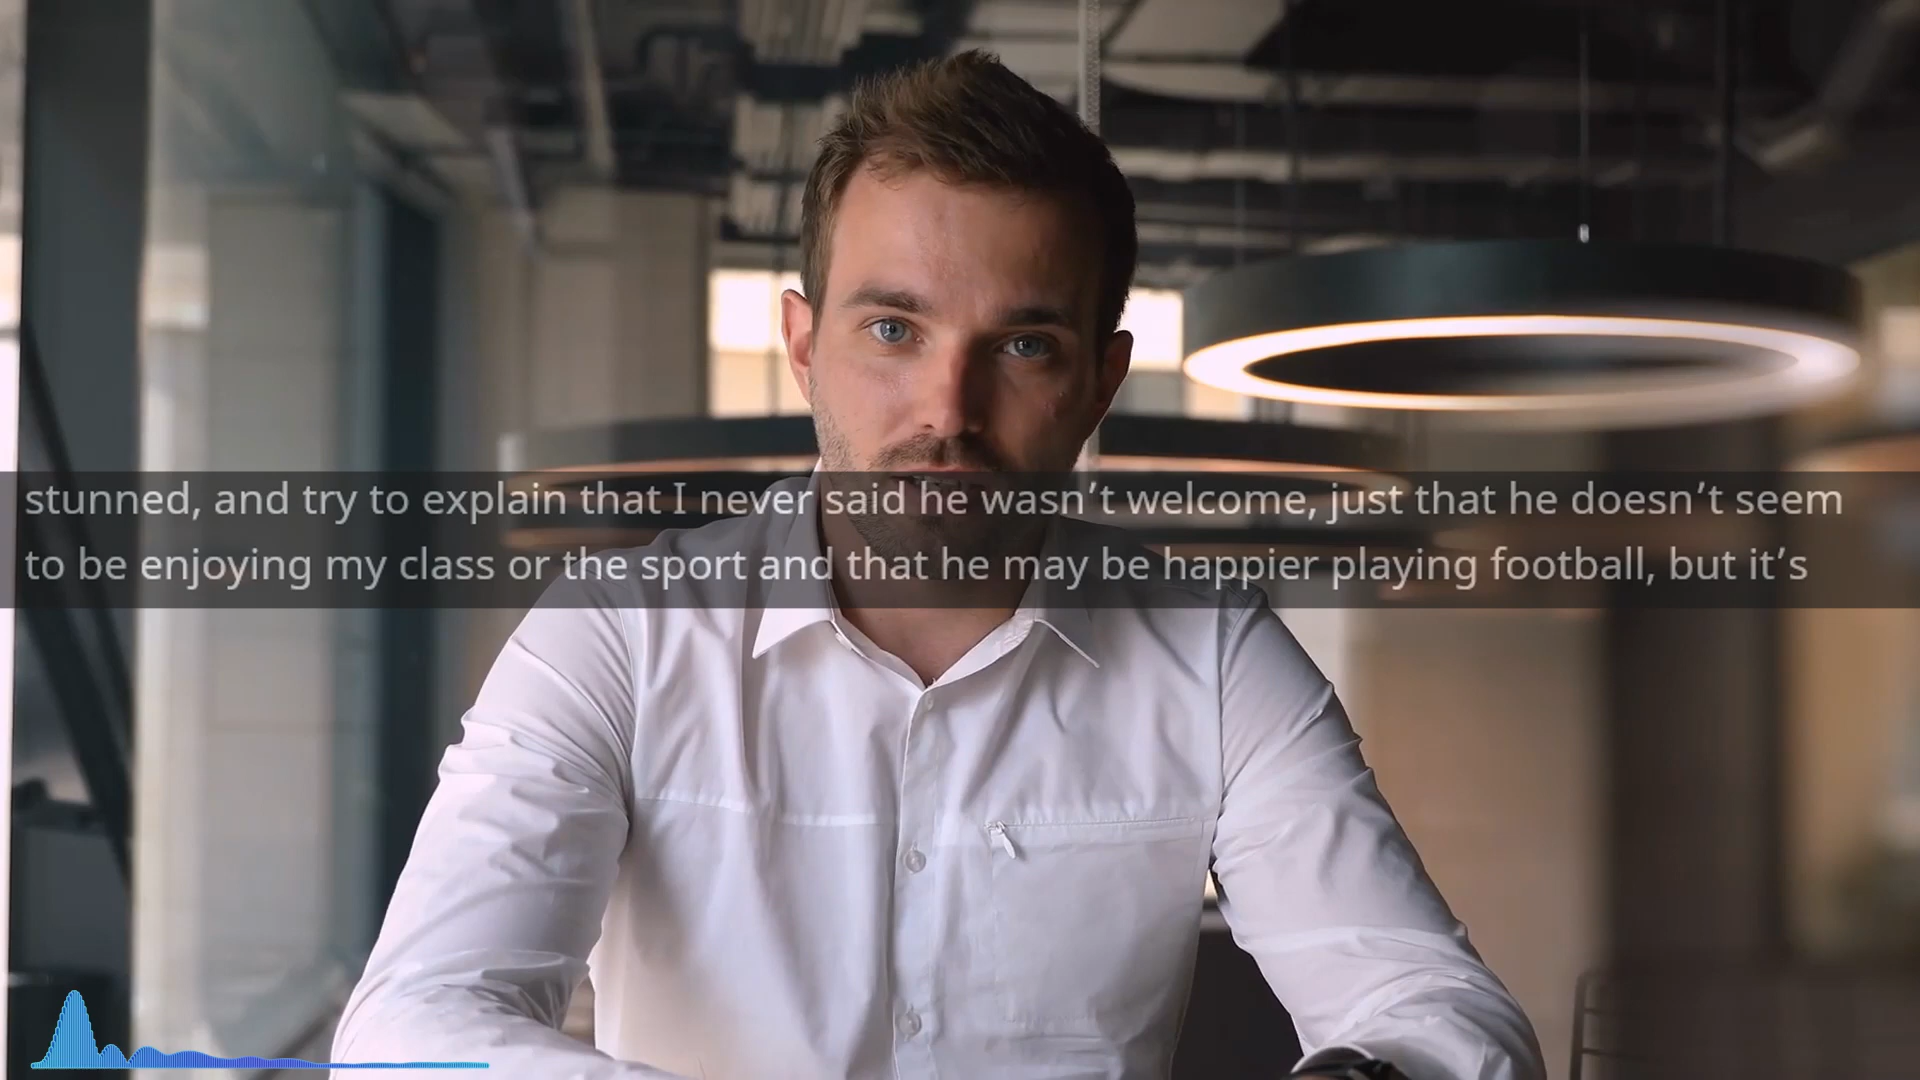 stunned, and try to explain that I never said he wasn’t welcome, just that he doesn’t seem
to be enjoying my class or the sport and that he may be happier playing football, but it’s